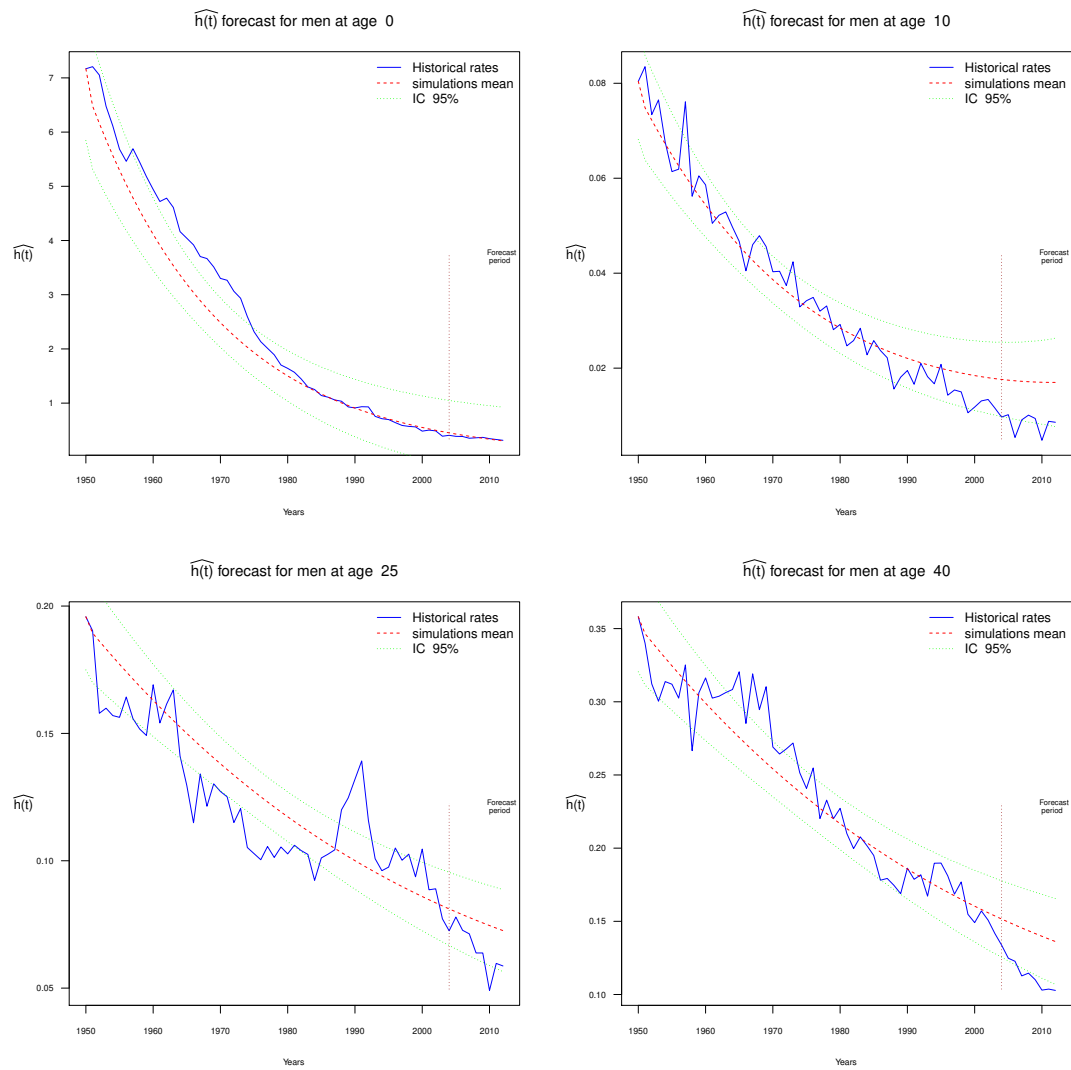 h(t) forecast for men at age 0
Historical rates
simulations mean
IC 95%
7
6
5
4
3
2
1
h(t)
Forecast
period
1950
1960
1970
1980
1990
2000
2010
Years
h(t) forecast for men at age 10
Historical rates
simulations mean
IC 95%
0.08
0.06
0.04
0.02
h(t)
Forecast
period
1950
1960
1970
1980
1990
2000
2010
Years
h(t) forecast for men at age 25
Historical rates
simulations mean
IC 95%
0.20
0.15
0.10
0.05
h(t)
Forecast
period
1950
1960
1970
1980
1990
2000
2010
Years
h(t) forecast for men at age 40
Historical rates
simulations mean
IC 95%
0.35
0.30
0.25
0.20
0.15
0.10
h(t)
Forecast
period
1950
1960
1970
1980
1990
2000
2010
Years